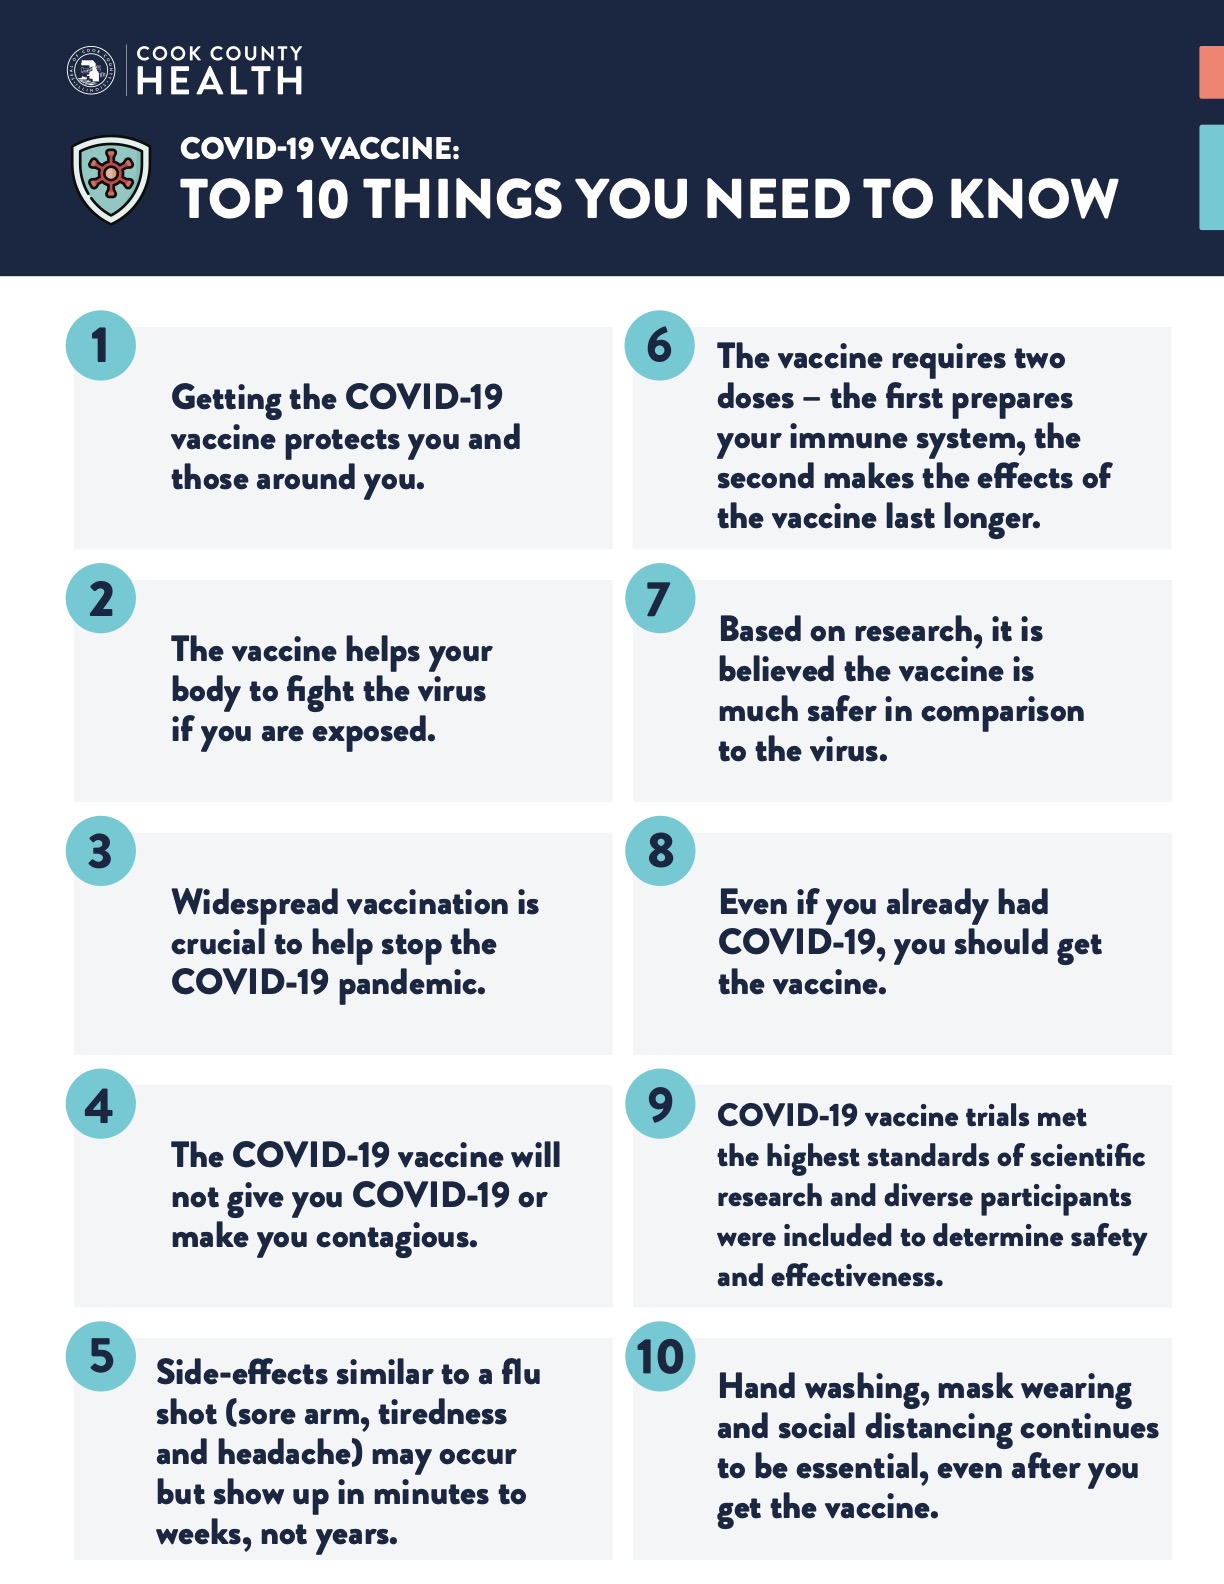 COOK COUNTY
HEALTH
COVID-19 VACCINE:
TOP 10 THINGS YOU NEED TO KNOW
1
Getting the COVID-19
vaccine protects you and
those around you.
2
The vaccine helps your
body to fight the virus
if you are exposed.
3
Widespread vaccination is
crucial to help stop the
COVID-19 pandemic.
4
The COVID-19 vaccine will
not give you COVID-19 or
make you contagious.
5
Side-effects similar to a flu
shot (sore arm, tiredness
and headache) may occur
but show up in minutes to
weeks, not years.
6
The vaccine requires two
doses – the first prepares
your immune system, the
second makes the effects of
the vaccine last longer.
7
Based on research, it is
believed the vaccine is
much safer in comparison
to the virus.
8
Even if you already had
COVID-19, you should get
the vaccine.
9
COVID-19 vaccine trials met
the highest standards of scientific
research and diverse participants
were included to determine safety
and effectiveness.
10
Hand washing, mask wearing
and social distancing continues
to be essential, even after you
get the vaccine.